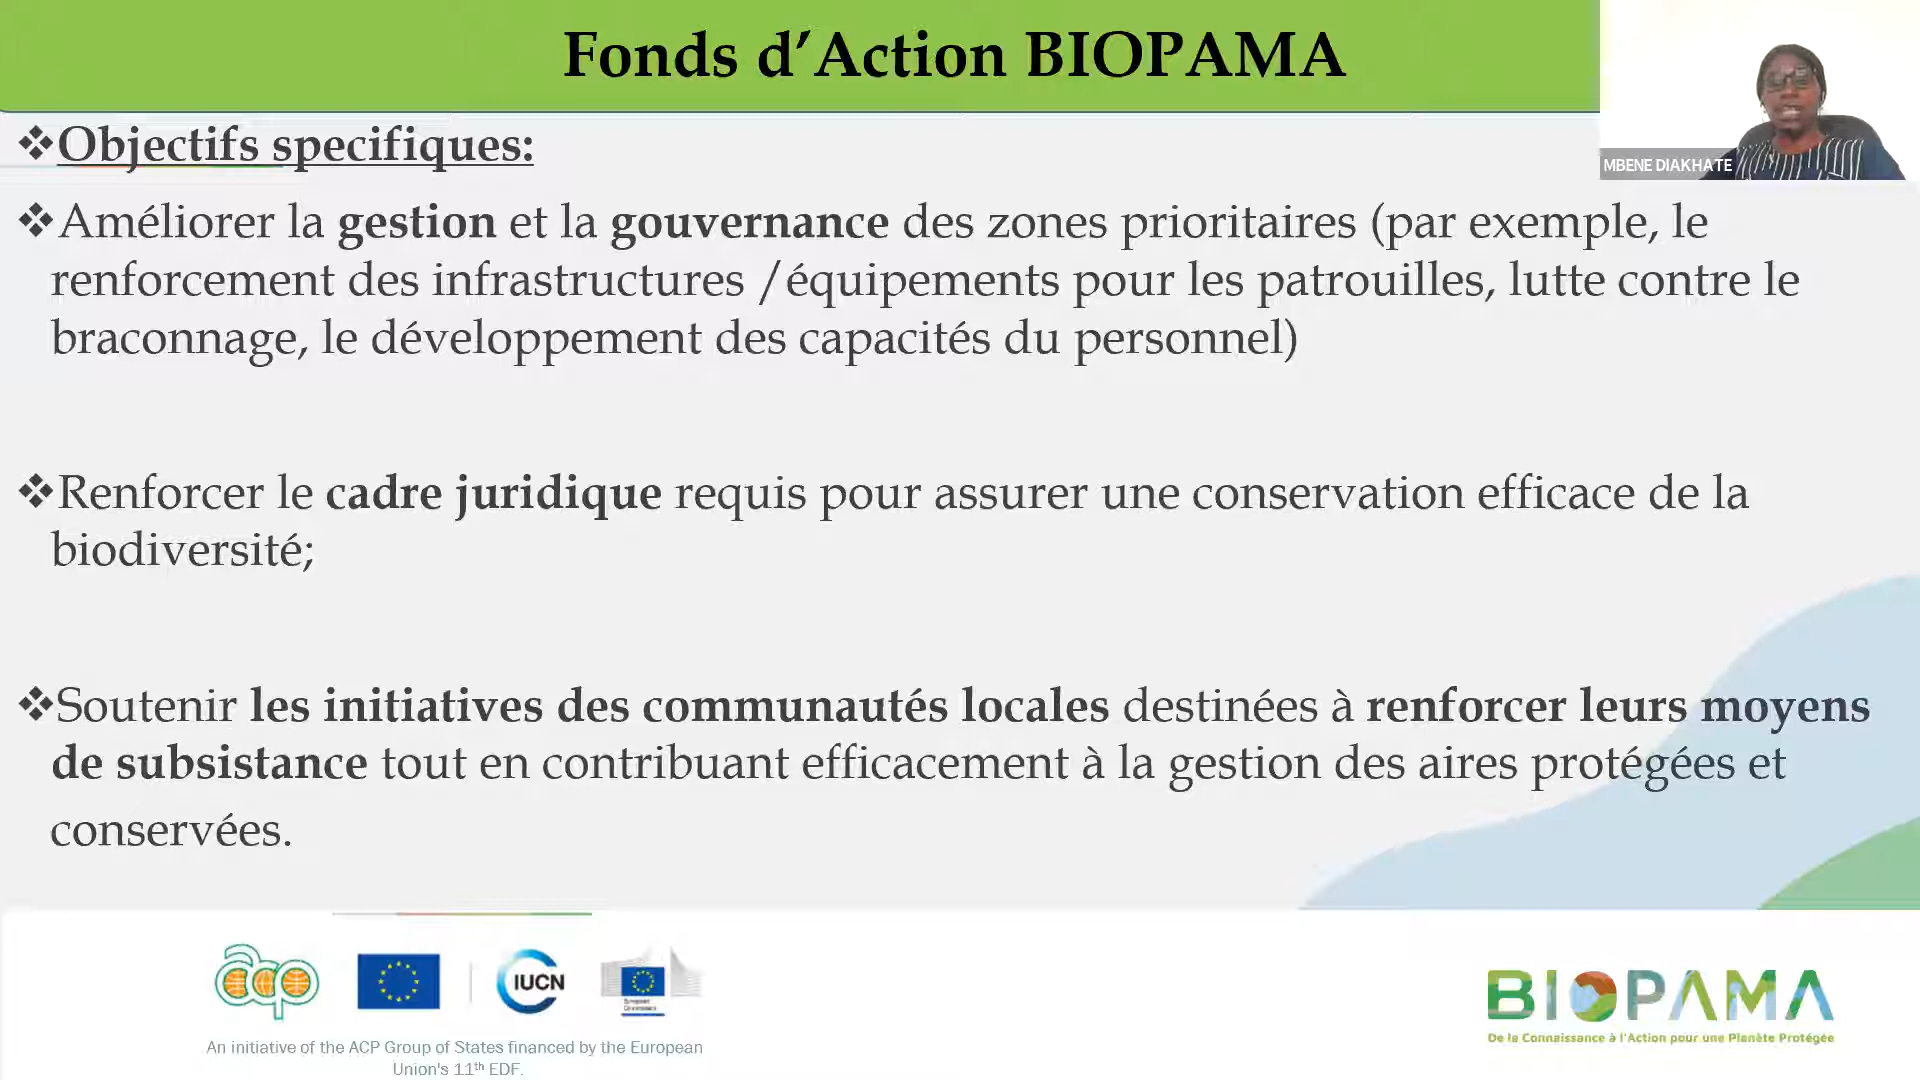 Fonds d’Action BIOPAMA
MBENE DIAKHATE
❖Objectifs specifiques:
❖Améliorer la gestion et la gouvernance des zones prioritaires (par exemple, le
renforcement des infrastructures /équipements pour les patrouilles, lutte contre le
braconnage, le développement des capacités du personnel)
❖Renforcer le cadre juridique requis pour assurer une conservation efficace de la
biodiversité;
❖Soutenir les initiatives des communautés locales destinées à renforcer leurs moyens
de subsistance tout en contribuant efficacement à la gestion des aires protégées et
conservées.
acp
IUCN
European
Commission
An initiative of the ACP Group of States financed by the European
Union's 11th EDF.
BIOPAMA
De la Connaissance à l'Action pour une Planète Protégée